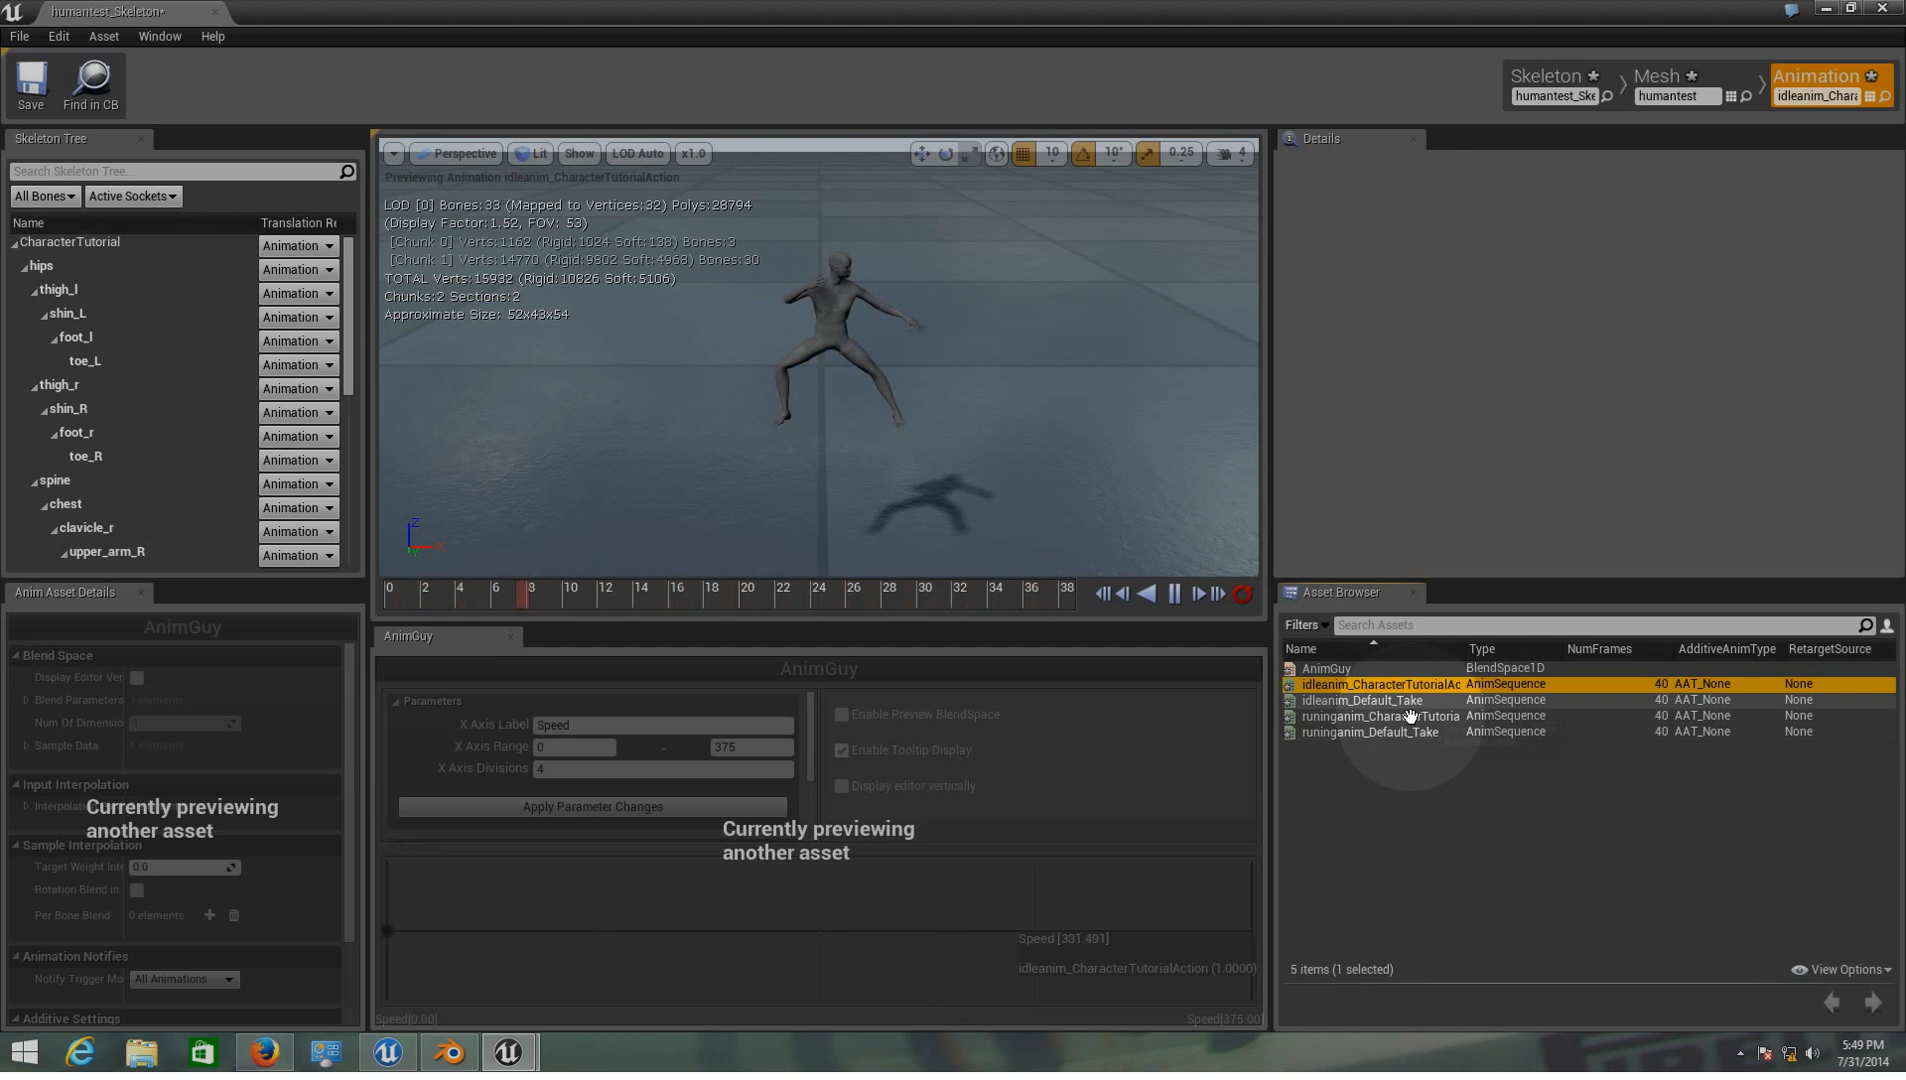 humantest_Skeleton*
File Edit Asset Window Help
Save
Find in CB
Skeleton
humantest_Ske
Mesh
humantest
Animation
idleanim_Chara
Skeleton Tree
Search Skeleton Tree...
All Bones
Active Sockets
Name Translation Re
CharacterTutorial Animation
hips Animation
thigh_l Animation
shin_L Animation
foot_l Animation
toe_L Animation
thigh_r Animation
shin_R Animation
foot_r Animation
toe_R Animation
spine Animation
chest Animation
clavicle_r Animation
upper_arm_R Animation
Perspective Lit Show LOD Auto x1.0 10 10° 0.25 4
Previewing Animation idleanim_CharacterTutorialAction
LOD [0] Bones:33 (Mapped to Vertices:32) Polys:28794
(Display Factor:1.52, FOV: 53)
[Chunk 0] Verts:1162 (Rigid:1024 Soft:138) Bones:3
[Chunk 1] Verts:14770 (Rigid:9802 Soft:4968) Bones:30
TOTAL Verts:15932 (Rigid:10826 Soft:5106)
Chunks:2 Sections:2
Approximate Size: 52x43x54
Z
X
Y
0 2 4 6 8 10 12 14 16 18 20 22 24 26 28 30 32 34 36 38
Details
Anim Asset Details
AnimGuy
Blend Space
Display Editor Ver
Blend Parameters 3 elements
Num Of Dimension 1
Sample Data 1 elements
Input Interpolation
Currently previewing
another asset
Sample Interpolation
Target Weight Inte 0.0
Rotation Blend in
Per Bone Blend 0 elements
Animation Notifies
Notify Trigger Mo All Animations
Additive Settings
AnimGuy
AnimGuy
Parameters
X Axis Label Speed
X Axis Range 0 - 375
X Axis Divisions 4
Apply Parameter Changes
Enable Preview BlendSpace
Enable Tooltip Display
Display editor vertically
Currently previewing
another asset
Speed [331.491]
idleanim_CharacterTutorialAction (1.0000)
Speed[0.00] Speed[375.00]
Asset Browser
Filters Search Assets
Name Type NumFrames AdditiveAnimType RetargetSource
AnimGuy BlendSpace1D
idleanim_CharacterTutorialAc AnimSequence 40 AAT_None None
idleanim_Default_Take AnimSequence 40 AAT_None None
runinganim_CharacterTutoria AnimSequence 40 AAT_None None
runinganim_Default_Take AnimSequence 40 AAT_None None
5 items (1 selected) View Options
5:49 PM
7/31/2014